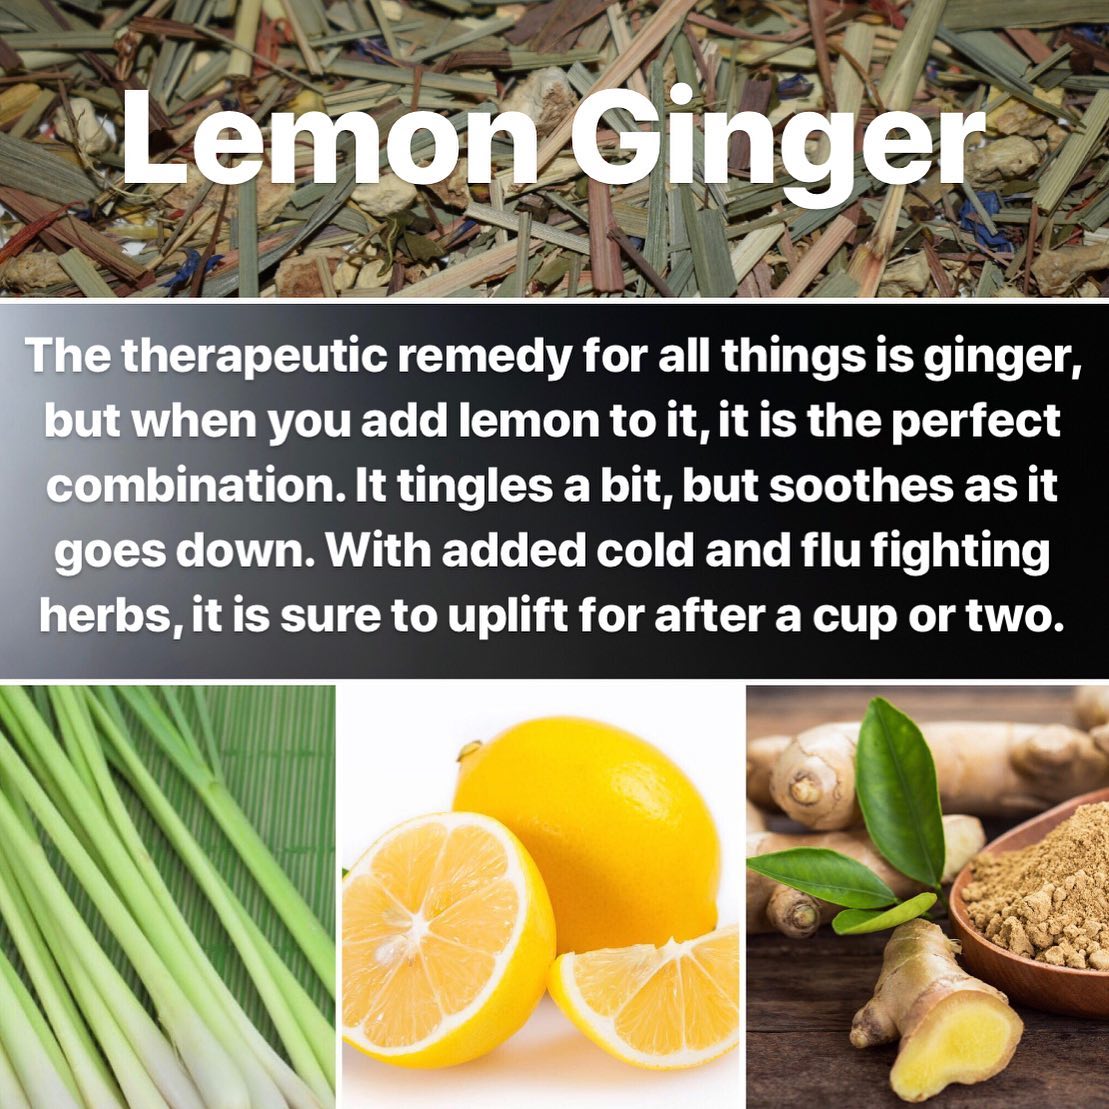 Lemon Ginger
The therapeutic remedy for all things is ginger,
but when you add lemon to it, it is the perfect
combination. It tingles a bit, but soothes as it
goes down. With added cold and flu fighting
herbs, it is sure to uplift for after a cup or two.